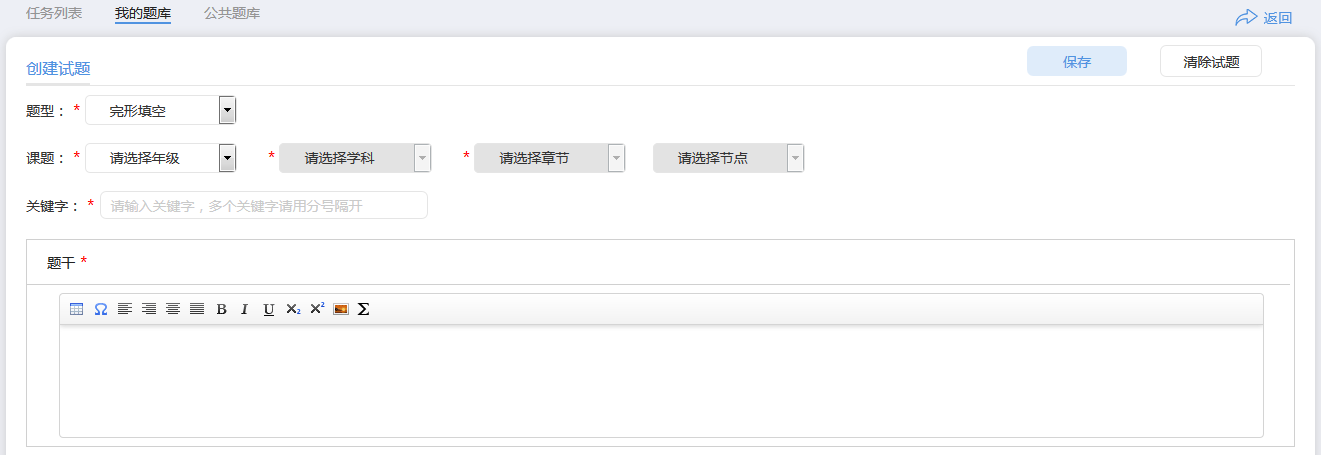 任务列表 我的题库 公共题库 返回
创建试题 保存 清除试题
题型： * 完形填空
课题： * 请选择年级 * 请选择学科 * 请选择章节 请选择节点
关键字： * 请输入关键字，多个关键字请用分号隔开
题干 *
Ω B I U X₂ X² Σ